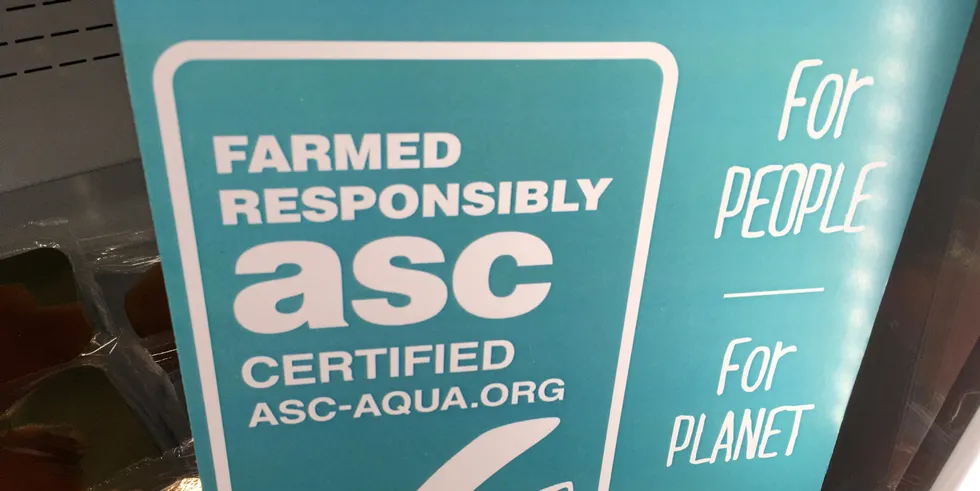 FARMED
RESPONSIBLY
asc
CERTIFIED
ASC-AQUA.ORG
For
PEOPLE
For
PLANET